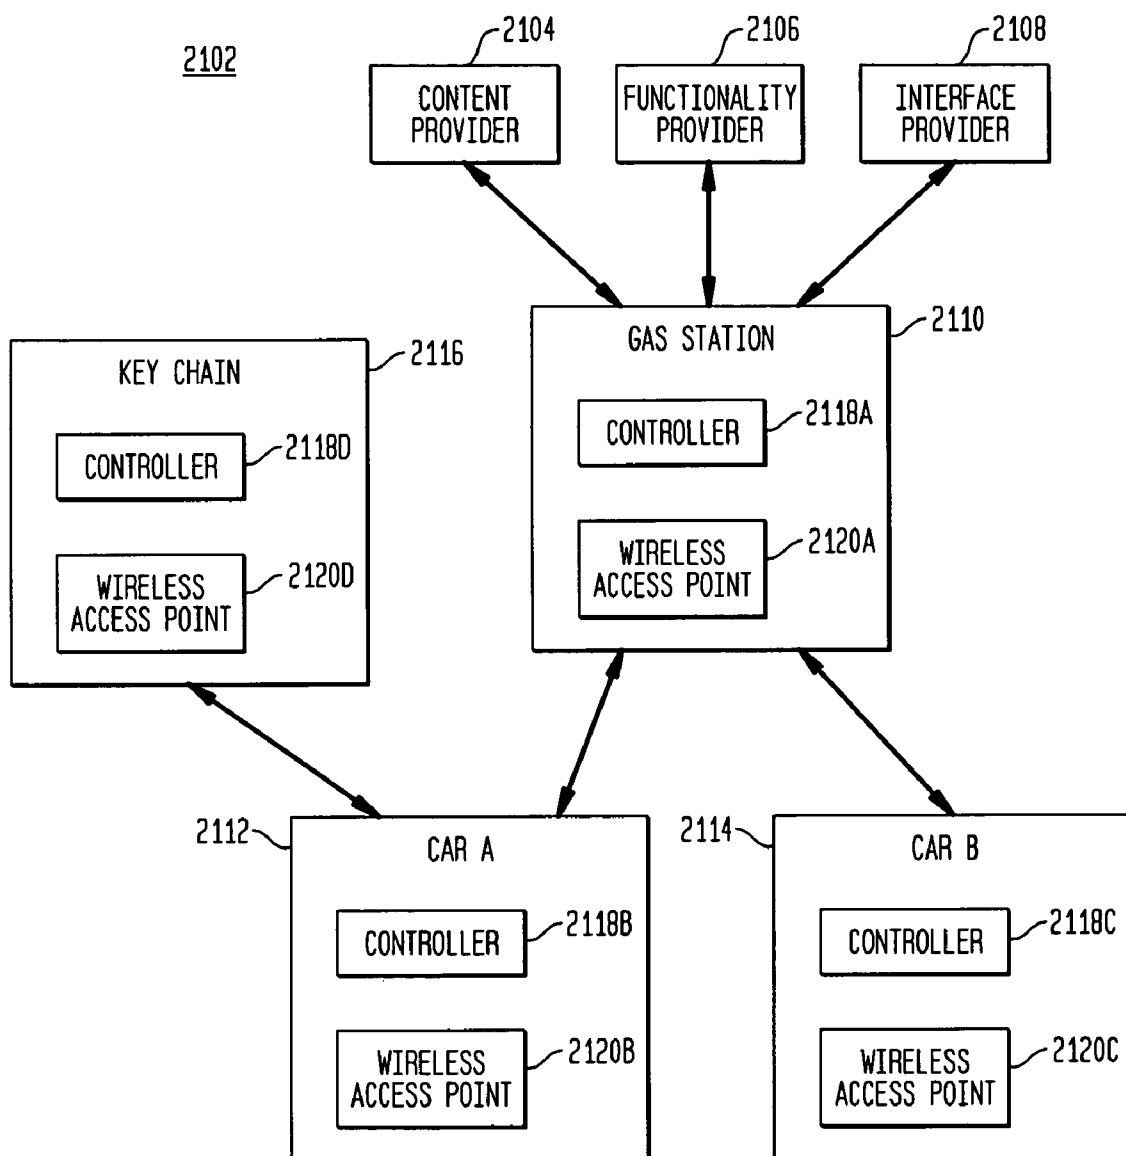 2102
2104
2106
2108
CONTENT
PROVIDER
FUNCTIONALITY
PROVIDER
INTERFACE
PROVIDER
GAS STATION
2110
CONTROLLER
2118A
WIRELESS
ACCESS POINT
2120A
KEY CHAIN
2116
CONTROLLER
2118D
WIRELESS
ACCESS POINT
2120D
2112
CAR A
CONTROLLER
2118B
WIRELESS
ACCESS POINT
2120B
2114
CAR B
CONTROLLER
2118C
WIRELESS
ACCESS POINT
2120C